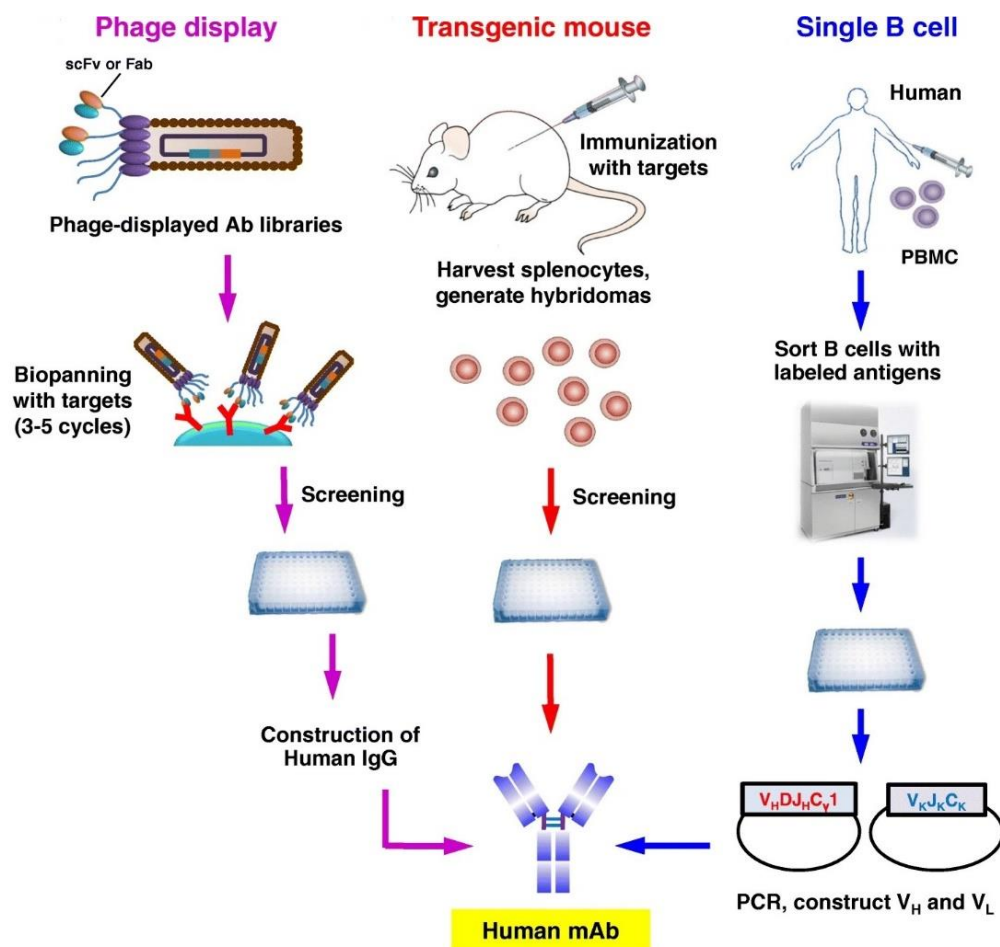 Phage display
scFv or Fab
Phage-displayed Ab libraries
Biopanning
with targets
(3-5 cycles)
Screening
Construction of
Human IgG
Transgenic mouse
Immunization
with targets
Harvest splenocytes,
generate hybridomas
Screening
Human mAb
Single B cell
Human
PBMC
Sort B cells with
labeled antigens
VHDJHCγ1
VKJKCK
PCR, construct VH and VL